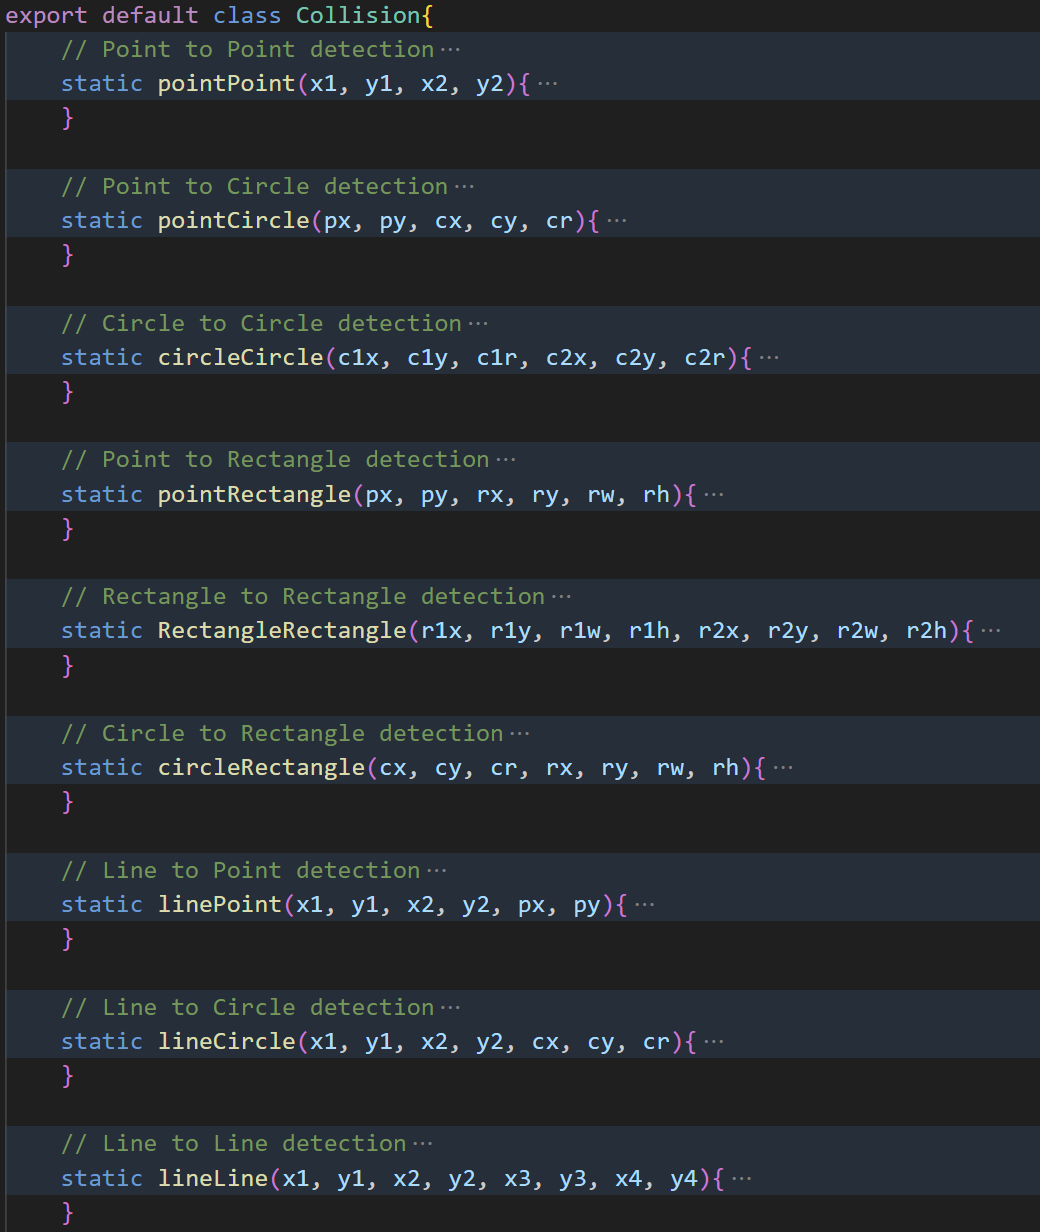 export default class Collision{
    // Point to Point detection ···
    static pointPoint(x1, y1, x2, y2){ ···
    }

    // Point to Circle detection ···
    static pointCircle(px, py, cx, cy, cr){ ···
    }

    // Circle to Circle detection ···
    static circleCircle(c1x, c1y, c1r, c2x, c2y, c2r){ ···
    }

    // Point to Rectangle detection ···
    static pointRectangle(px, py, rx, ry, rw, rh){ ···
    }

    // Rectangle to Rectangle detection ···
    static RectangleRectangle(r1x, r1y, r1w, r1h, r2x, r2y, r2w, r2h){ ···
    }

    // Circle to Rectangle detection ···
    static circleRectangle(cx, cy, cr, rx, ry, rw, rh){ ···
    }

    // Line to Point detection ···
    static linePoint(x1, y1, x2, y2, px, py){ ···
    }

    // Line to Circle detection ···
    static lineCircle(x1, y1, x2, y2, cx, cy, cr){ ···
    }

    // Line to Line detection ···
    static lineLine(x1, y1, x2, y2, x3, y3, x4, y4){ ···
    }